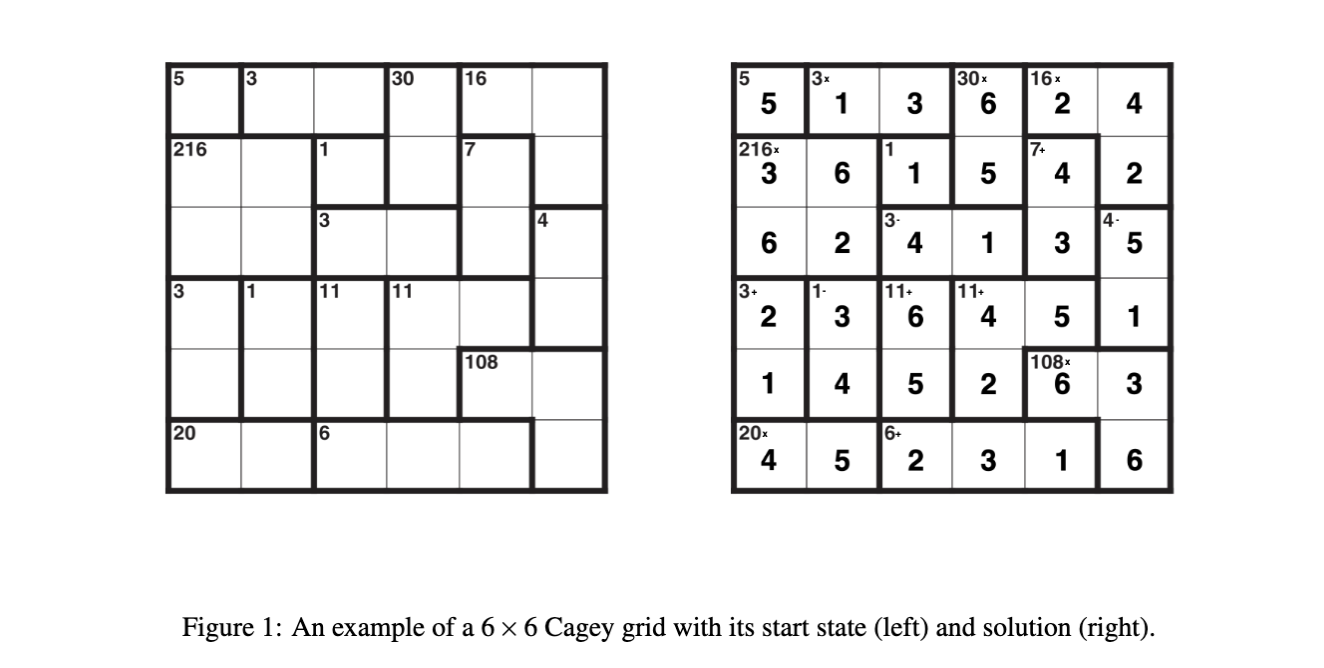 5 3 30 16 5 3× 30× 16×
5 1 3 6 2 4
216 1 7 216× 1 7+
3 6 1 5 4 2
3 4 3- 4-
6 2 4 1 3 5
3 1 11 11 3+ 1- 11+ 11+
2 3 6 4 5 1
108 108×
1 4 5 2 6 3
20 6 20× 6+
4 5 2 3 1 6
Figure 1: An example of a 6 × 6 Cagey grid with its start state (left) and solution (right).